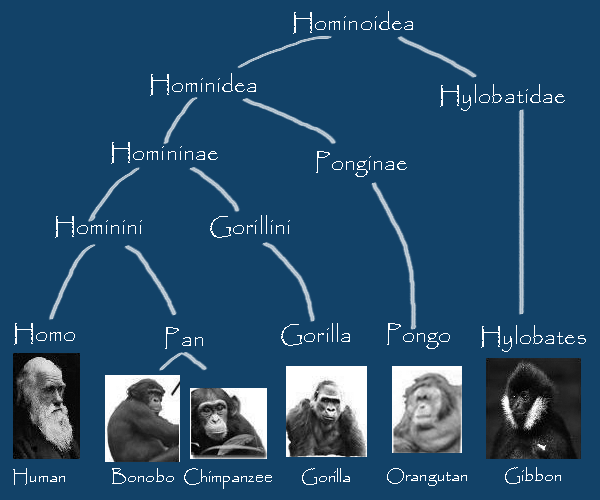 Hominoidea
Hominidea
Hylobatidae
Homininae
Ponginae
Hominini
Gorillini
Homo
Pan
Gorilla
Pongo
Hylobates
Human
Bonobo
Chimpanzee
Gorilla
Orangutan
Gibbon